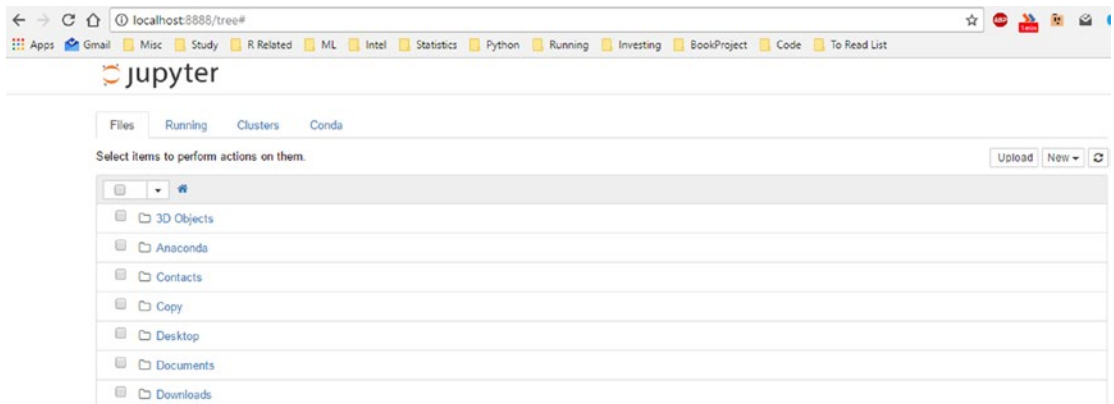 localhost:8888/tree#
Apps Gmail Misc Study R Related ML Intel Statistics Python Running Investing BookProject Code To Read List
jupyter
Files Running Clusters Conda
Select items to perform actions on them. Upload New
3D Objects
Anaconda
Contacts
Copy
Desktop
Documents
Downloads